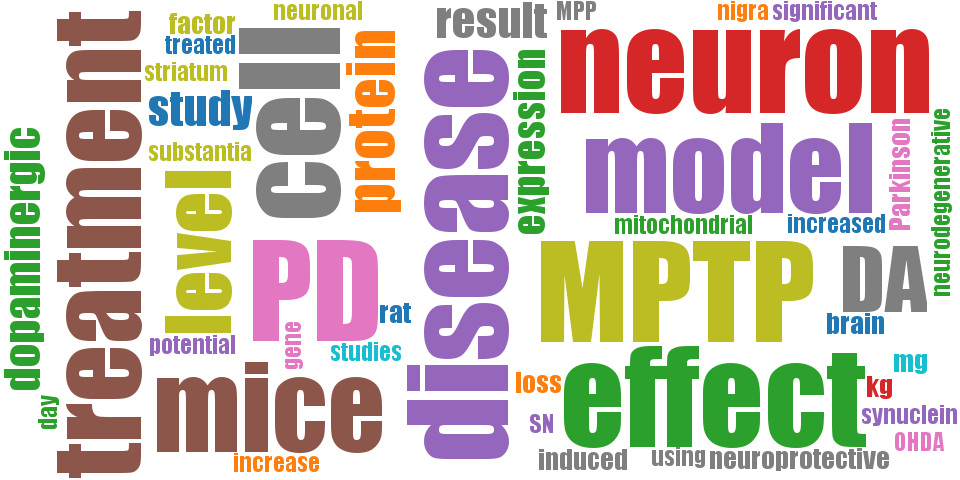 neuronal
factor
treated
striatum
study
substantia
level
cell
protein
treatment
dopaminergic
PD
rat
gene
studies
potential
mice
day
increase
result
MPP
nigra
significant
disease
expression
neuron
model
Parkinson
neurodegenerative
mitochondrial
increased
MPTP
DA
brain
loss
SN
effect
mg
kg
synuclein
OHDA
induced
using
neuroprotective